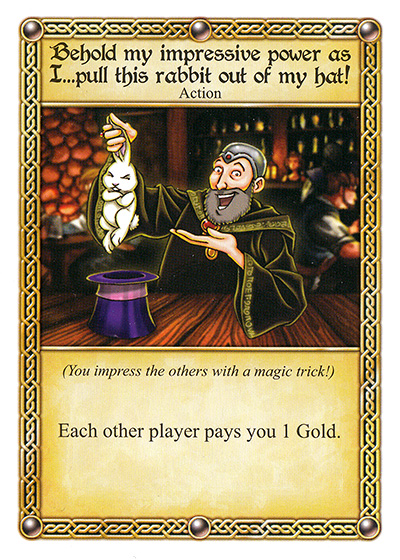 Behold my impressive power as
I...pull this rabbit out of my hat!
Action
(You impress the others with a magic trick!)
Each other player pays you 1 Gold.